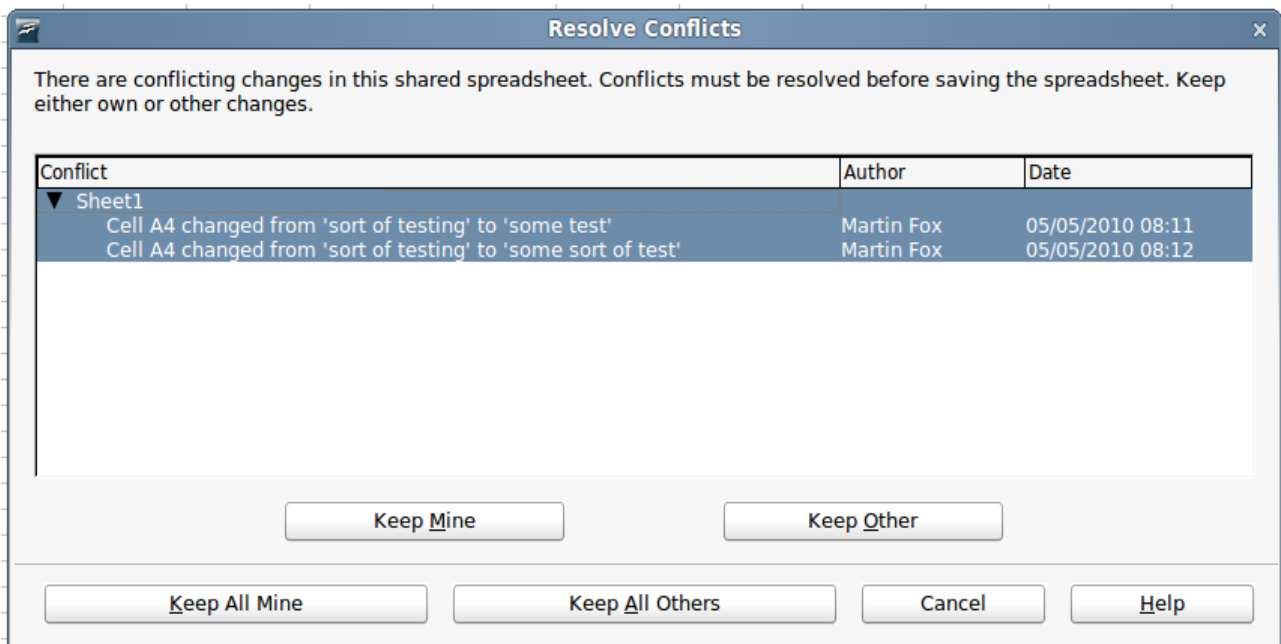 Resolve Conflicts
There are conflicting changes in this shared spreadsheet. Conflicts must be resolved before saving the spreadsheet. Keep
either own or other changes.
Conflict Author Date
Sheet1
Cell A4 changed from 'sort of testing' to 'some test' Martin Fox 05/05/2010 08:11
Cell A4 changed from 'sort of testing' to 'some sort of test' Martin Fox 05/05/2010 08:12
Keep Mine Keep Other
Keep All Mine Keep All Others Cancel Help